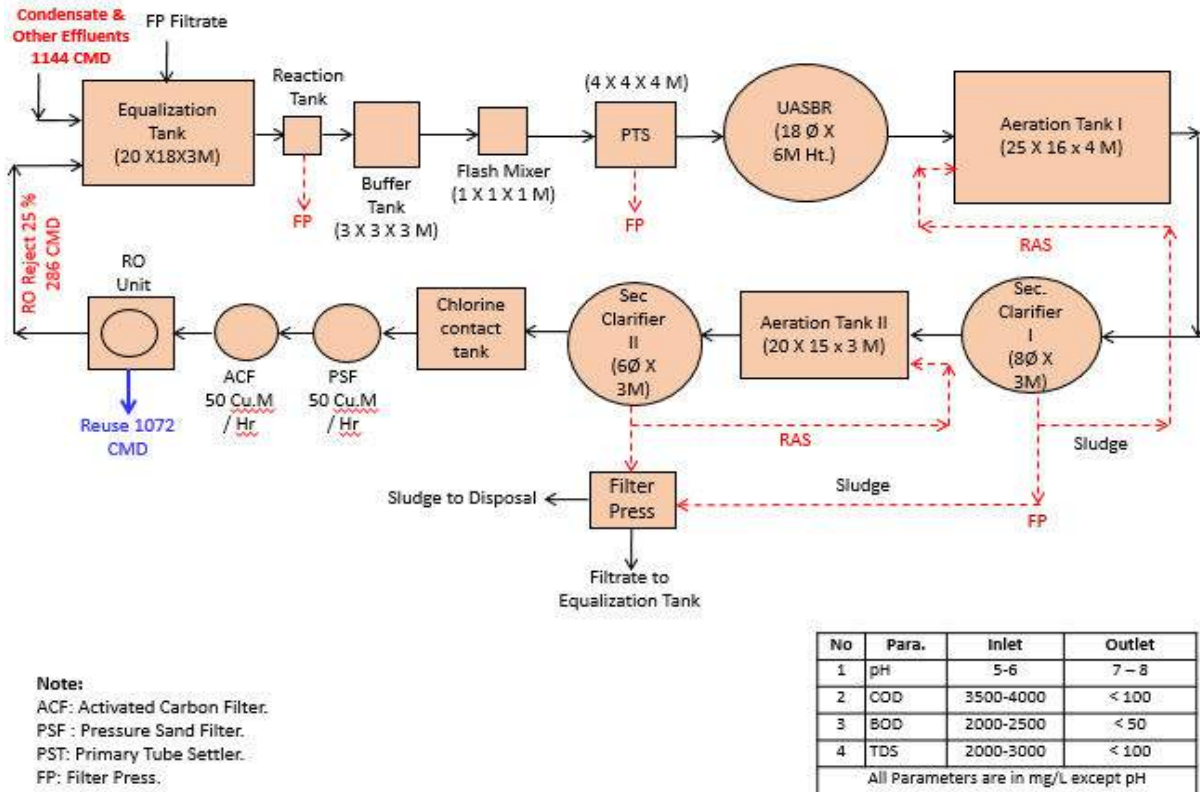 Condensate &
Other Effluents
1144 CMD
FP Filtrate
Equalization
Tank
(20 X18X3M)
Reaction
Tank
FP
Buffer
Tank
(3 X 3 X 3 M)
Flash Mixer
(1 X 1 X 1 M)
(4 X 4 X 4 M)
PTS
FP
UASBR
(18 Ø X
6M Ht.)
Aeration Tank I
(25 X 16 x 4 M)
RAS
RO Reject 25 %
286 CMD
RO
Unit
Reuse 1072
CMD
ACF
50 Cu.M
/ Hr
PSF
50 Cu.M
/ Hr
Chlorine
contact
tank
Sec
Clarifier
II
(6Ø X
3M)
Aeration Tank II
(20 X 15 x 3 M)
Sec.
Clarifier
I
(8Ø X
3M)
RAS
Sludge
Sludge to Disposal
Filter
Press
Sludge
FP
Filtrate to
Equalization Tank
Note:
ACF: Activated Carbon Filter.
PSF : Pressure Sand Filter.
PST: Primary Tube Settler.
FP: Filter Press.
No Para. Inlet Outlet
1 pH 5-6 7 – 8
2 COD 3500-4000 < 100
3 BOD 2000-2500 < 50
4 TDS 2000-3000 < 100
All Parameters are in mg/L except pH